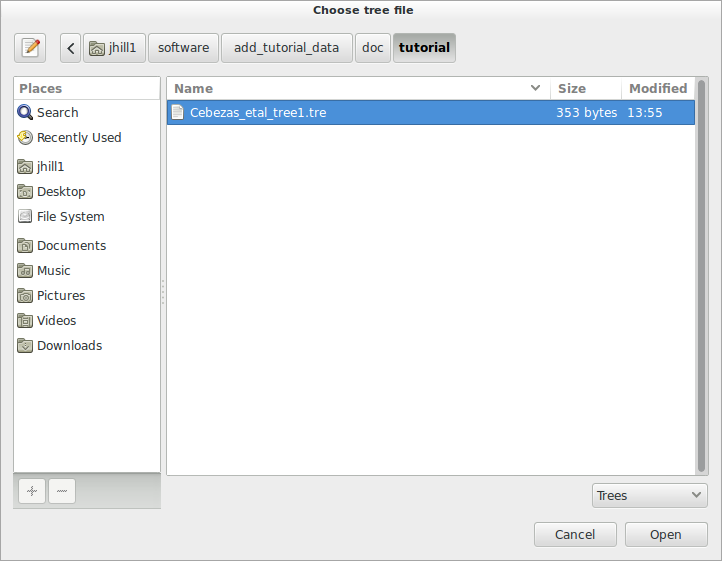 Choose tree file
jhill1 software add_tutorial_data doc tutorial
Places
Search
Recently Used
jhill1
Desktop
File System
Documents
Music
Pictures
Videos
Downloads
Name Size Modified
Cebezas_etal_tree1.tre 353 bytes 13:55
Trees
Cancel Open